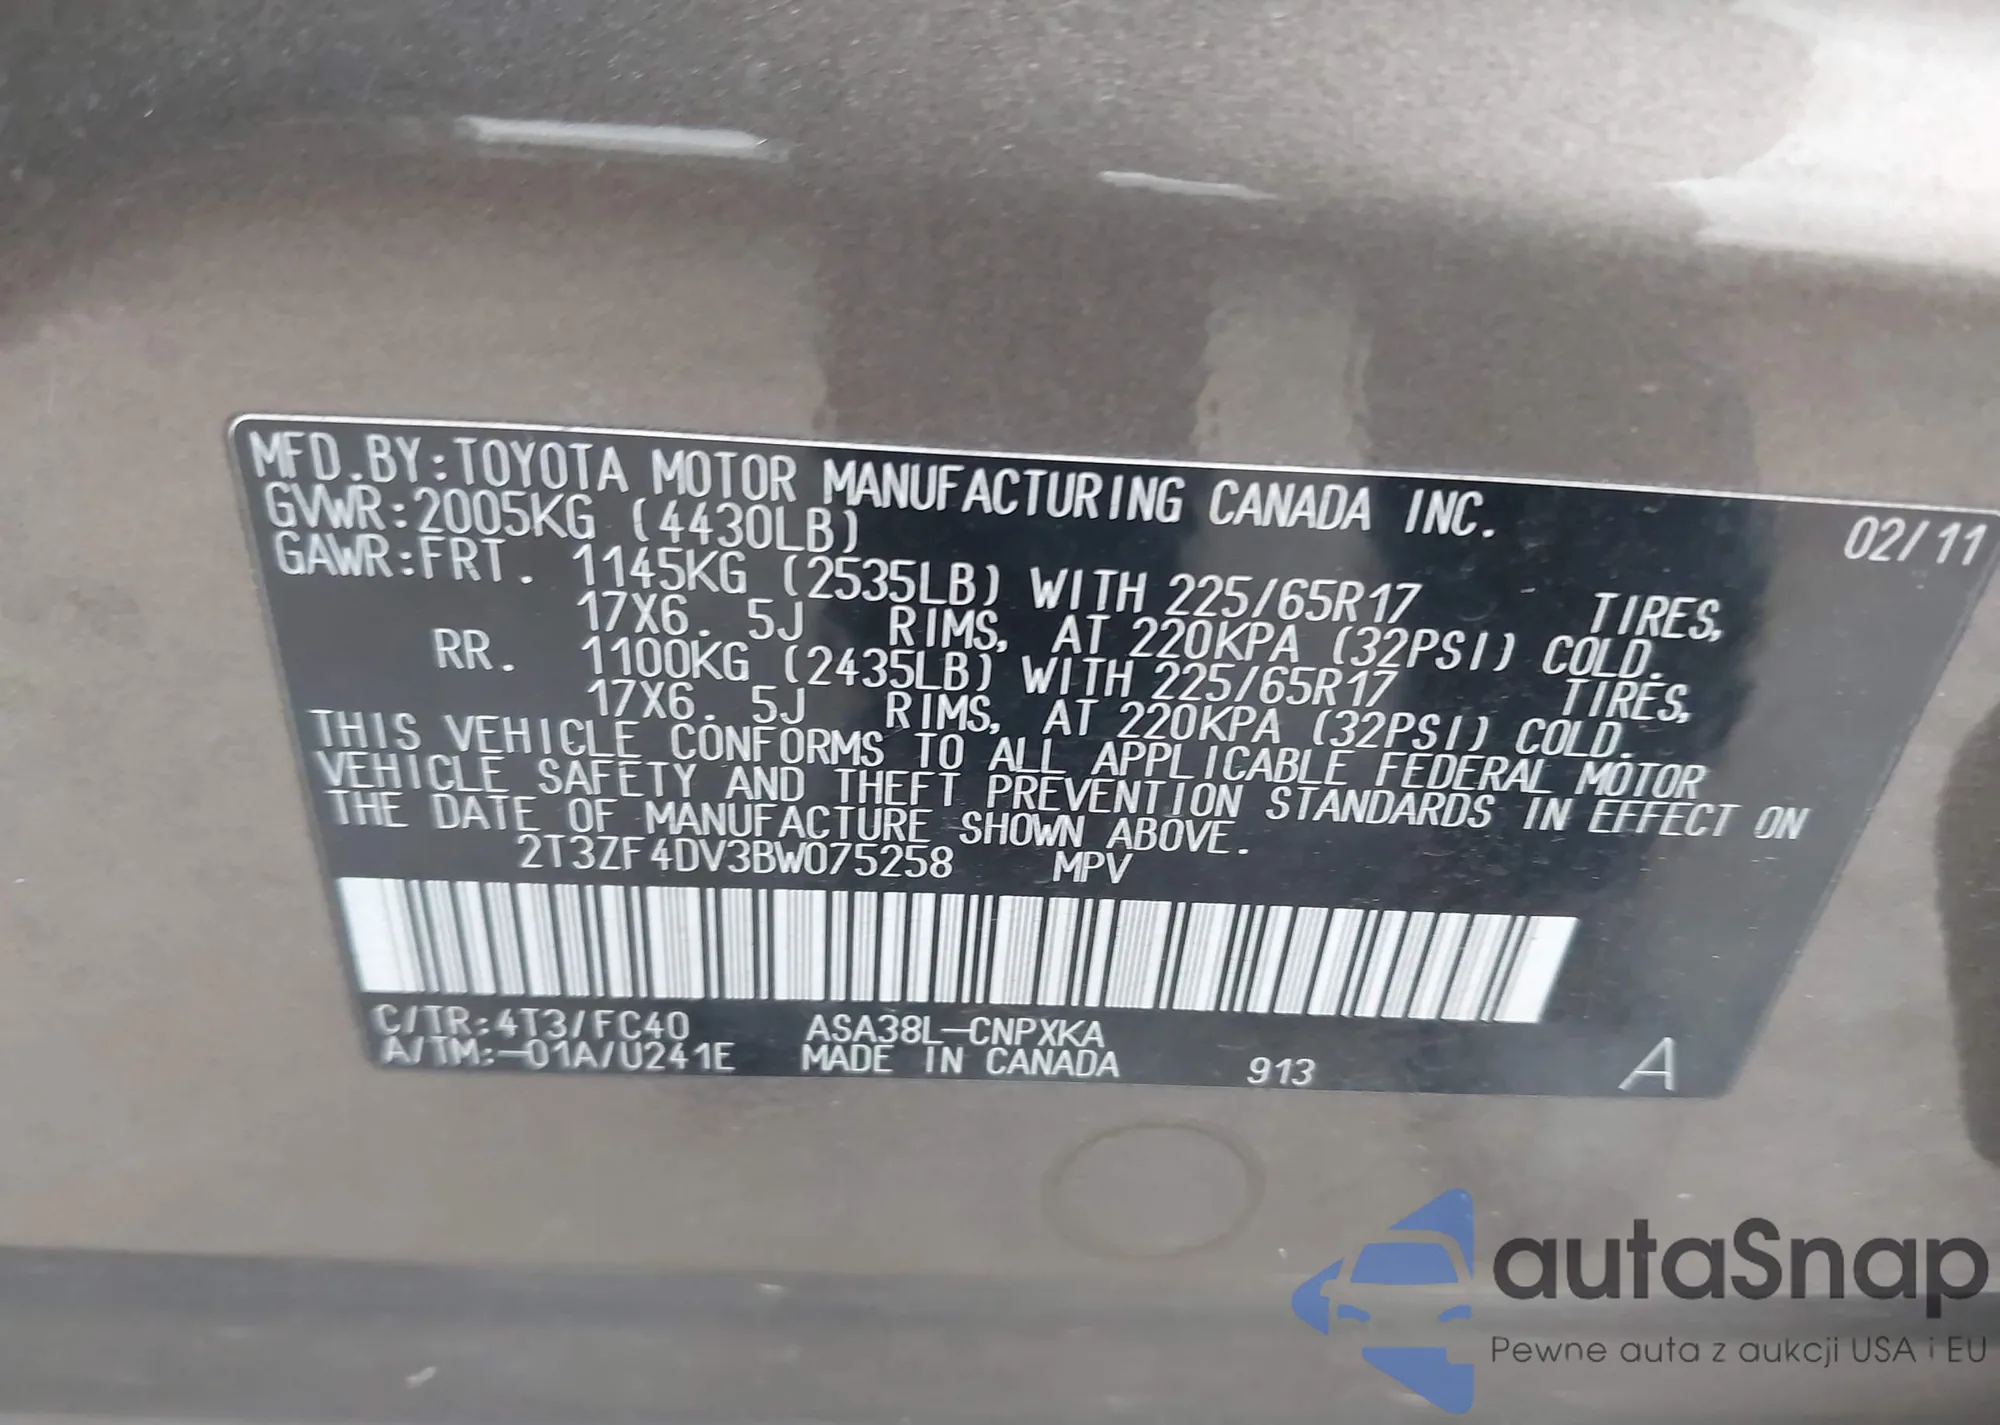 MFD.BY:TOYOTA MOTOR MANUFACTURING CANADA INC. 02/11
GVWR:2005KG (4430LB)
GAWR:FRT. 1145KG (2535LB) WITH 225/65R17 TIRES,
17X6.5J RIMS, AT 220KPA (32PSI) COLD.
RR. 1100KG (2435LB) WITH 225/65R17 TIRES,
17X6.5J RIMS, AT 220KPA (32PSI) COLD.
THIS VEHICLE CONFORMS TO ALL APPLICABLE FEDERAL MOTOR
VEHICLE SAFETY AND THEFT PREVENTION STANDARDS IN EFFECT ON
THE DATE OF MANUFACTURE SHOWN ABOVE.
2T3ZF4DV3BW075258 MPV
C/TR:4T3/FC40 ASA38L-CNPXKA
A/TM:-01A/U241E MADE IN CANADA 913 A
autaSnap
Pewne auta z aukcji USA i EU